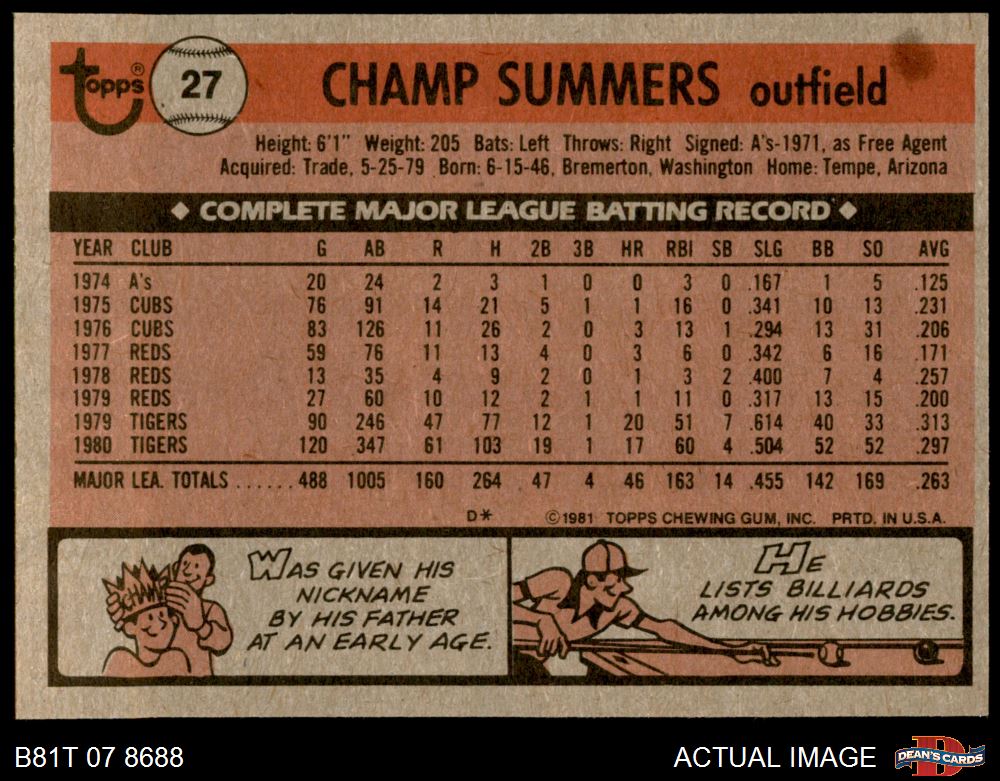 topps®
27
CHAMP SUMMERS outfield
Height: 6'1" Weight: 205 Bats: Left Throws: Right Signed: A's-1971, as Free Agent
Acquired: Trade, 5-25-79 Born: 6-15-46, Bremerton, Washington Home: Tempe, Arizona
◆ COMPLETE MAJOR LEAGUE BATTING RECORD ◆
YEAR CLUB G AB R H 2B 3B HR RBI SB SLG BB SO AVG
1974 A's 20 24 2 3 1 0 0 3 0 .167 1 5 .125
1975 CUBS 76 91 14 21 5 1 1 16 0 .341 10 13 .231
1976 CUBS 83 126 11 26 2 0 3 13 1 .294 13 31 .206
1977 REDS 59 76 11 13 4 0 3 6 0 .342 6 16 .171
1978 REDS 13 35 4 9 2 0 1 3 2 .400 7 4 .257
1979 REDS 27 60 10 12 2 1 1 11 0 .317 13 15 .200
1979 TIGERS 90 246 47 77 12 1 20 51 7 .614 40 33 .313
1980 TIGERS 120 347 61 103 19 1 17 60 4 .504 52 52 .297
MAJOR LEA. TOTALS ...... 488 1005 160 264 47 4 46 163 14 .455 142 169 .263
D* ©1981 TOPPS CHEWING GUM, INC. PRTD. IN U.S.A.
CHAMP
WAS GIVEN HIS
NICKNAME
BY HIS FATHER
AT AN EARLY AGE.
HE
LISTS BILLIARDS
AMONG HIS HOBBIES.
B81T 07 8688
ACTUAL IMAGE
D
DEAN'S CARDS